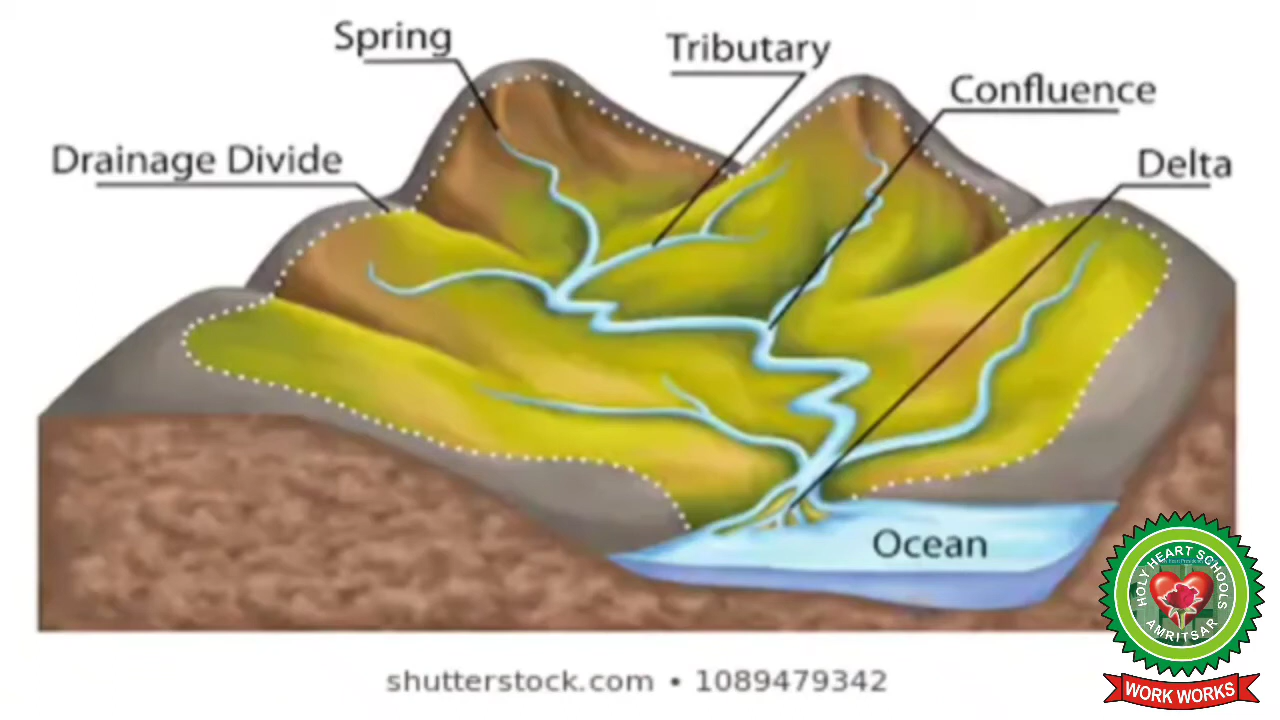 Spring
Tributary
Confluence
Drainage Divide
Delta
Ocean
HOLY HEART SCHOOLS
AMRITSAR
WORK WORKS
shutterstock.com • 1089479342